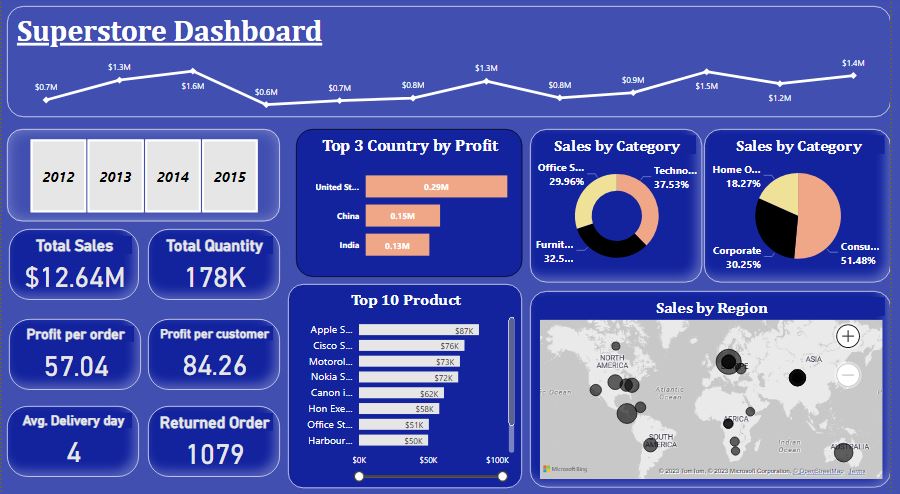 Superstore Dashboard
$0.7M
$1.3M
$1.6M
$0.6M
$0.7M
$0.8M
$1.3M
$0.8M
$0.9M
$1.5M
$1.2M
$1.4M
2012 2013 2014 2015
Total Sales
$12.64M
Total Quantity
178K
Profit per order
57.04
Profit per customer
84.26
Avg. Delivery day
4
Returned Order
1079
Top 3 Country by Profit
United St... 0.29M
China 0.15M
India 0.13M
Top 10 Product
Apple S... $87K
Cisco S... $76K
Motorol... $73K
Nokia S... $72K
Canon i... $62K
Hon Exe... $58K
Office St... $51K
Harbour... $50K
$0K $50K $100K
Sales by Category
Office S...
29.96%
Techno...
37.53%
Furnit...
32.5...
Sales by Category
Home O...
18.27%
Corporate
30.25%
Consu...
51.48%
Sales by Region
NORTH
AMERICA
ASIA
Atlantic
Ocean
AFRICA
SOUTH
AMERICA
Indian
Ocean
AUSTRALIA
Microsoft Bing
© 2023 TomTom, © 2023 Microsoft Corporation, © OpenStreetMap Terms